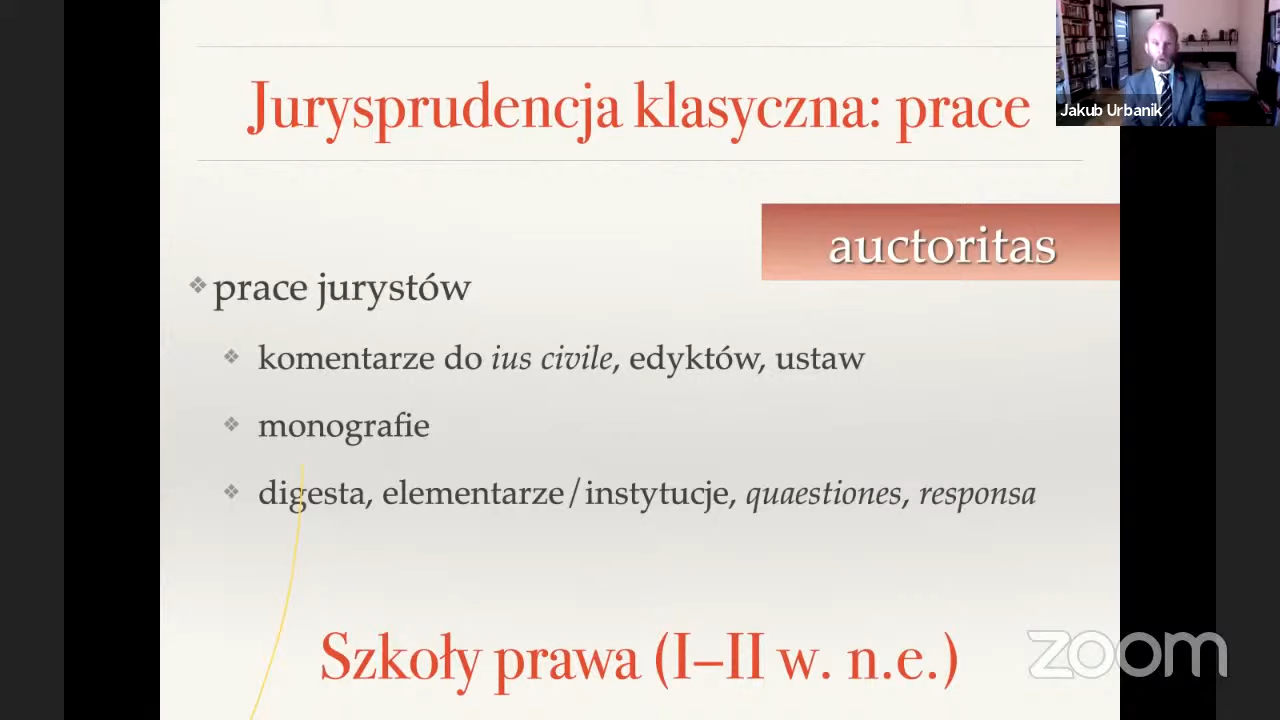 Jurysprudencja klasyczna: prace
Jakub Urbanik
auctoritas
prace jurystów
komentarze do ius civile, edyktów, ustaw
monografie
digesta, elementarze/instytucje, quaestiones, responsa
Szkoły prawa (I–II w. n.e.)
zoom